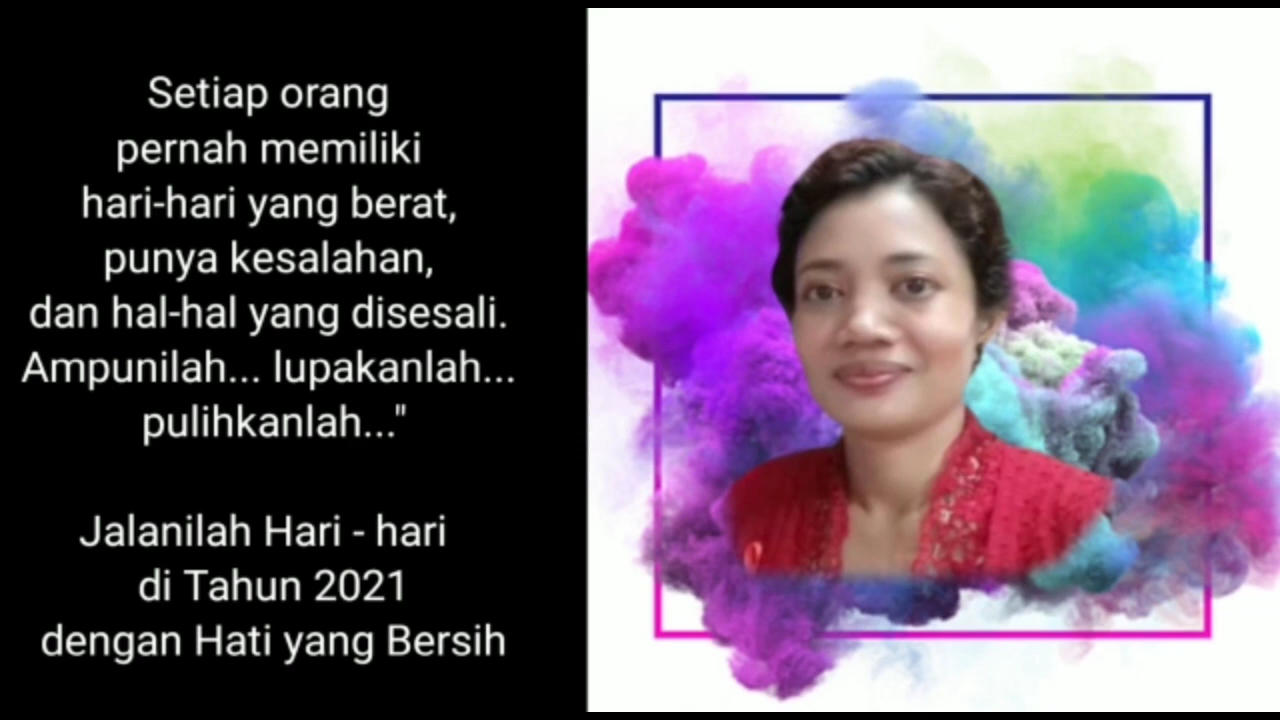 Setiap orang
pernah memiliki
hari-hari yang berat,
punya kesalahan,
dan hal-hal yang disesali.
Ampunilah... lupakanlah...
pulihkanlah..."
Jalanilah Hari - hari
di Tahun 2021
dengan Hati yang Bersih